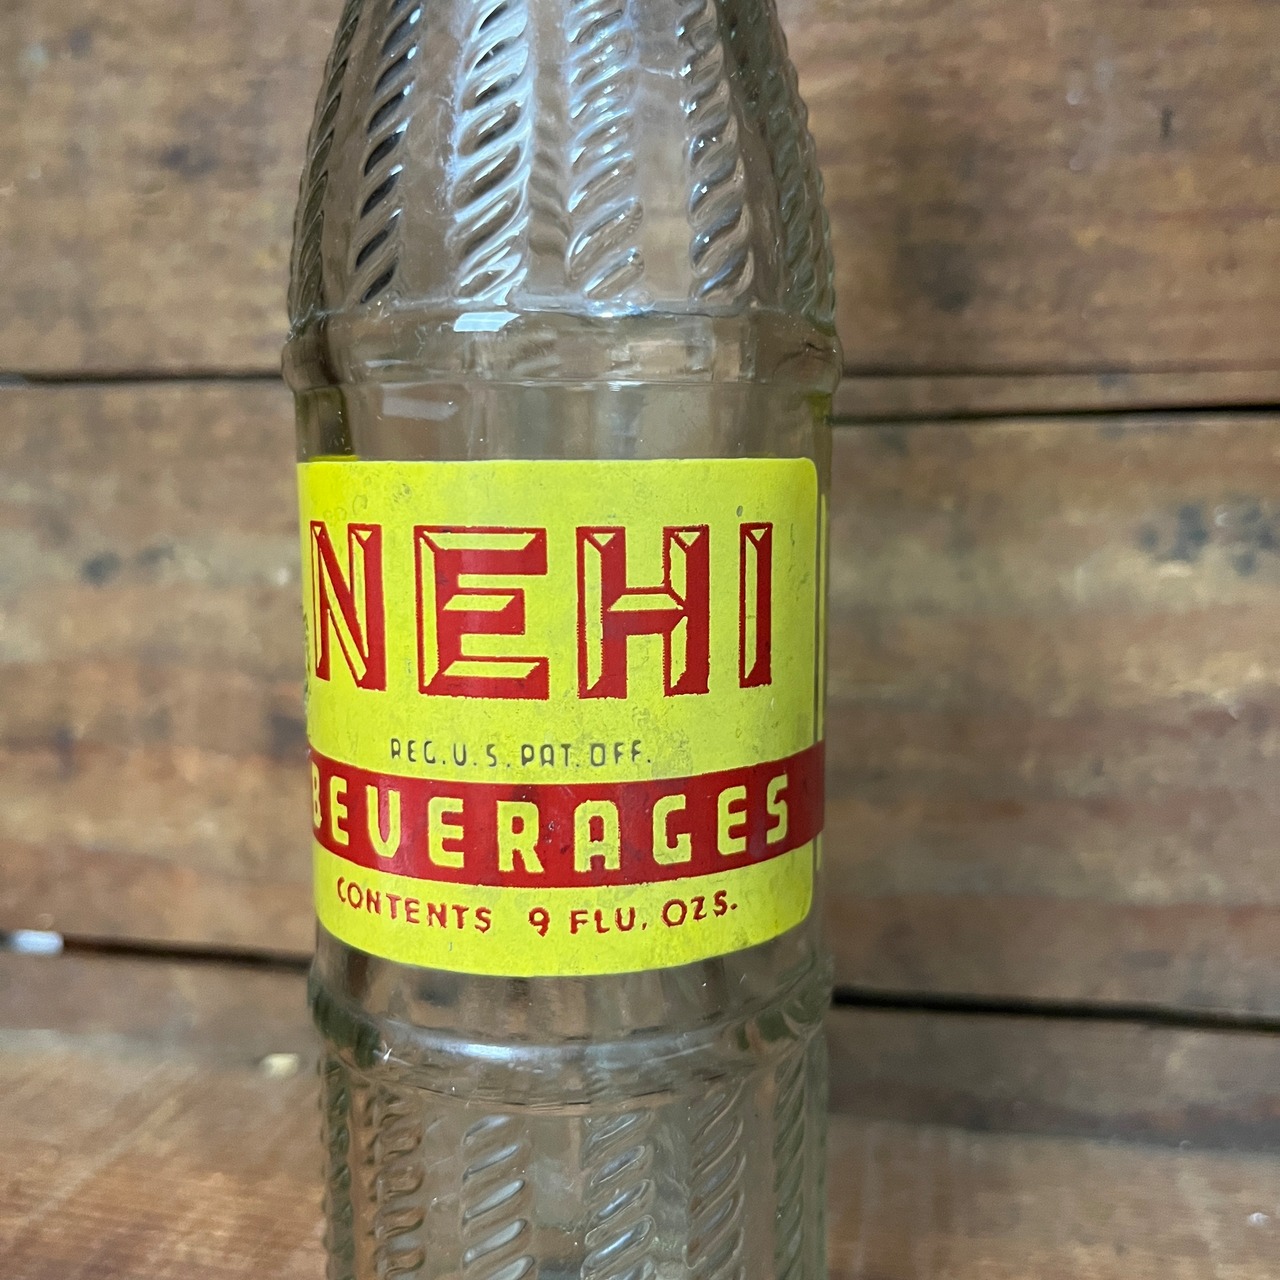 NEHI
REG. U.S. PAT. OFF.
BEVERAGES
CONTENTS 9 FLU. OZS.